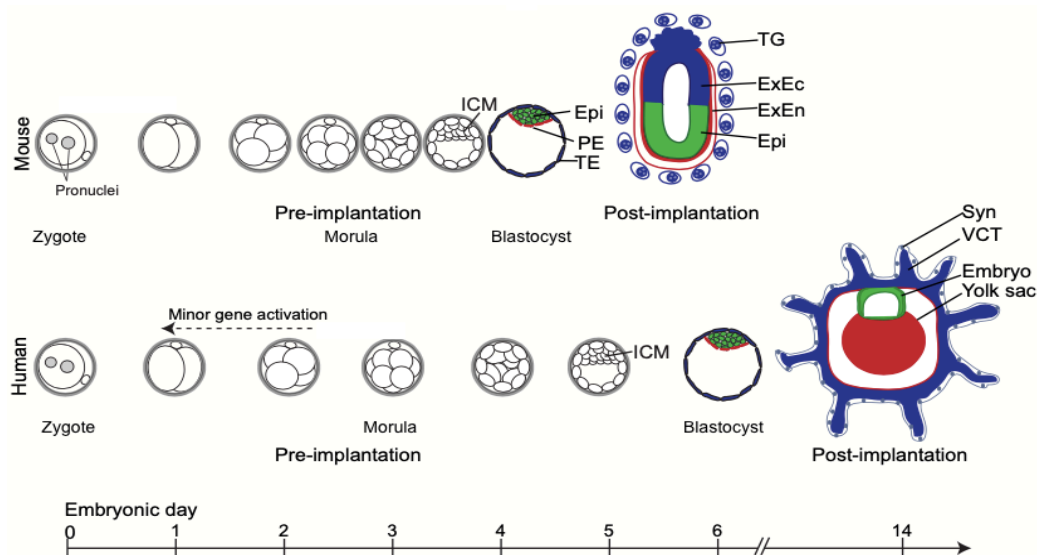 Mouse
Pronuclei
ICM
Epi
PE
TE
TG
ExEc
ExEn
Epi
Pre-implantation
Post-implantation
Zygote
Morula
Blastocyst
Human
Minor gene activation
ICM
Syn
VCT
Embryo
Yolk sac
Zygote
Morula
Blastocyst
Pre-implantation
Post-implantation
Embryonic day
0 1 2 3 4 5 6 14